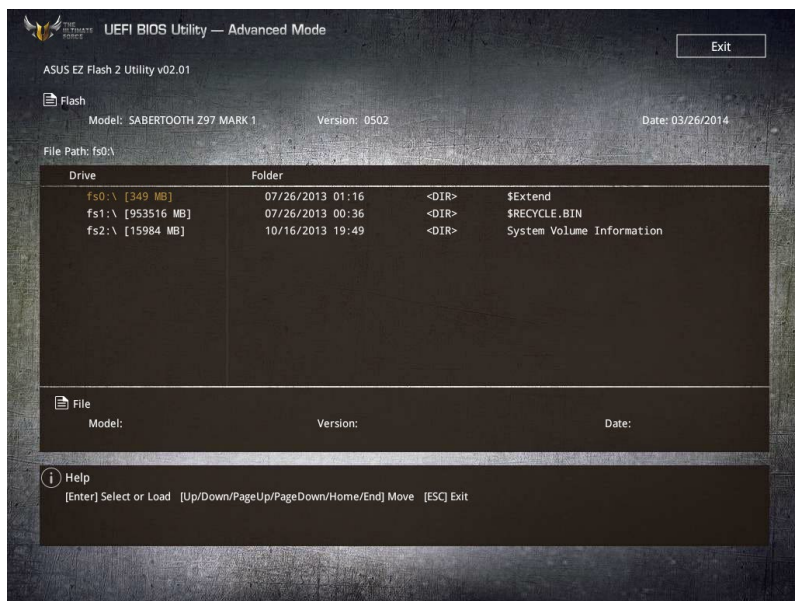 THE ULTIMATE FORCE
UEFI BIOS Utility — Advanced Mode
Exit
ASUS EZ Flash 2 Utility v02.01
Flash
Model: SABERTOOTH Z97 MARK 1 Version: 0502 Date: 03/26/2014
File Path: fs0:\
Drive Folder
fs0:\ [349 MB] 07/26/2013 01:16 <DIR> $Extend
fs1:\ [953516 MB] 07/26/2013 00:36 <DIR> $RECYCLE.BIN
fs2:\ [15984 MB] 10/16/2013 19:49 <DIR> System Volume Information
File
Model: Version: Date:
i Help
[Enter] Select or Load [Up/Down/PageUp/PageDown/Home/End] Move [ESC] Exit